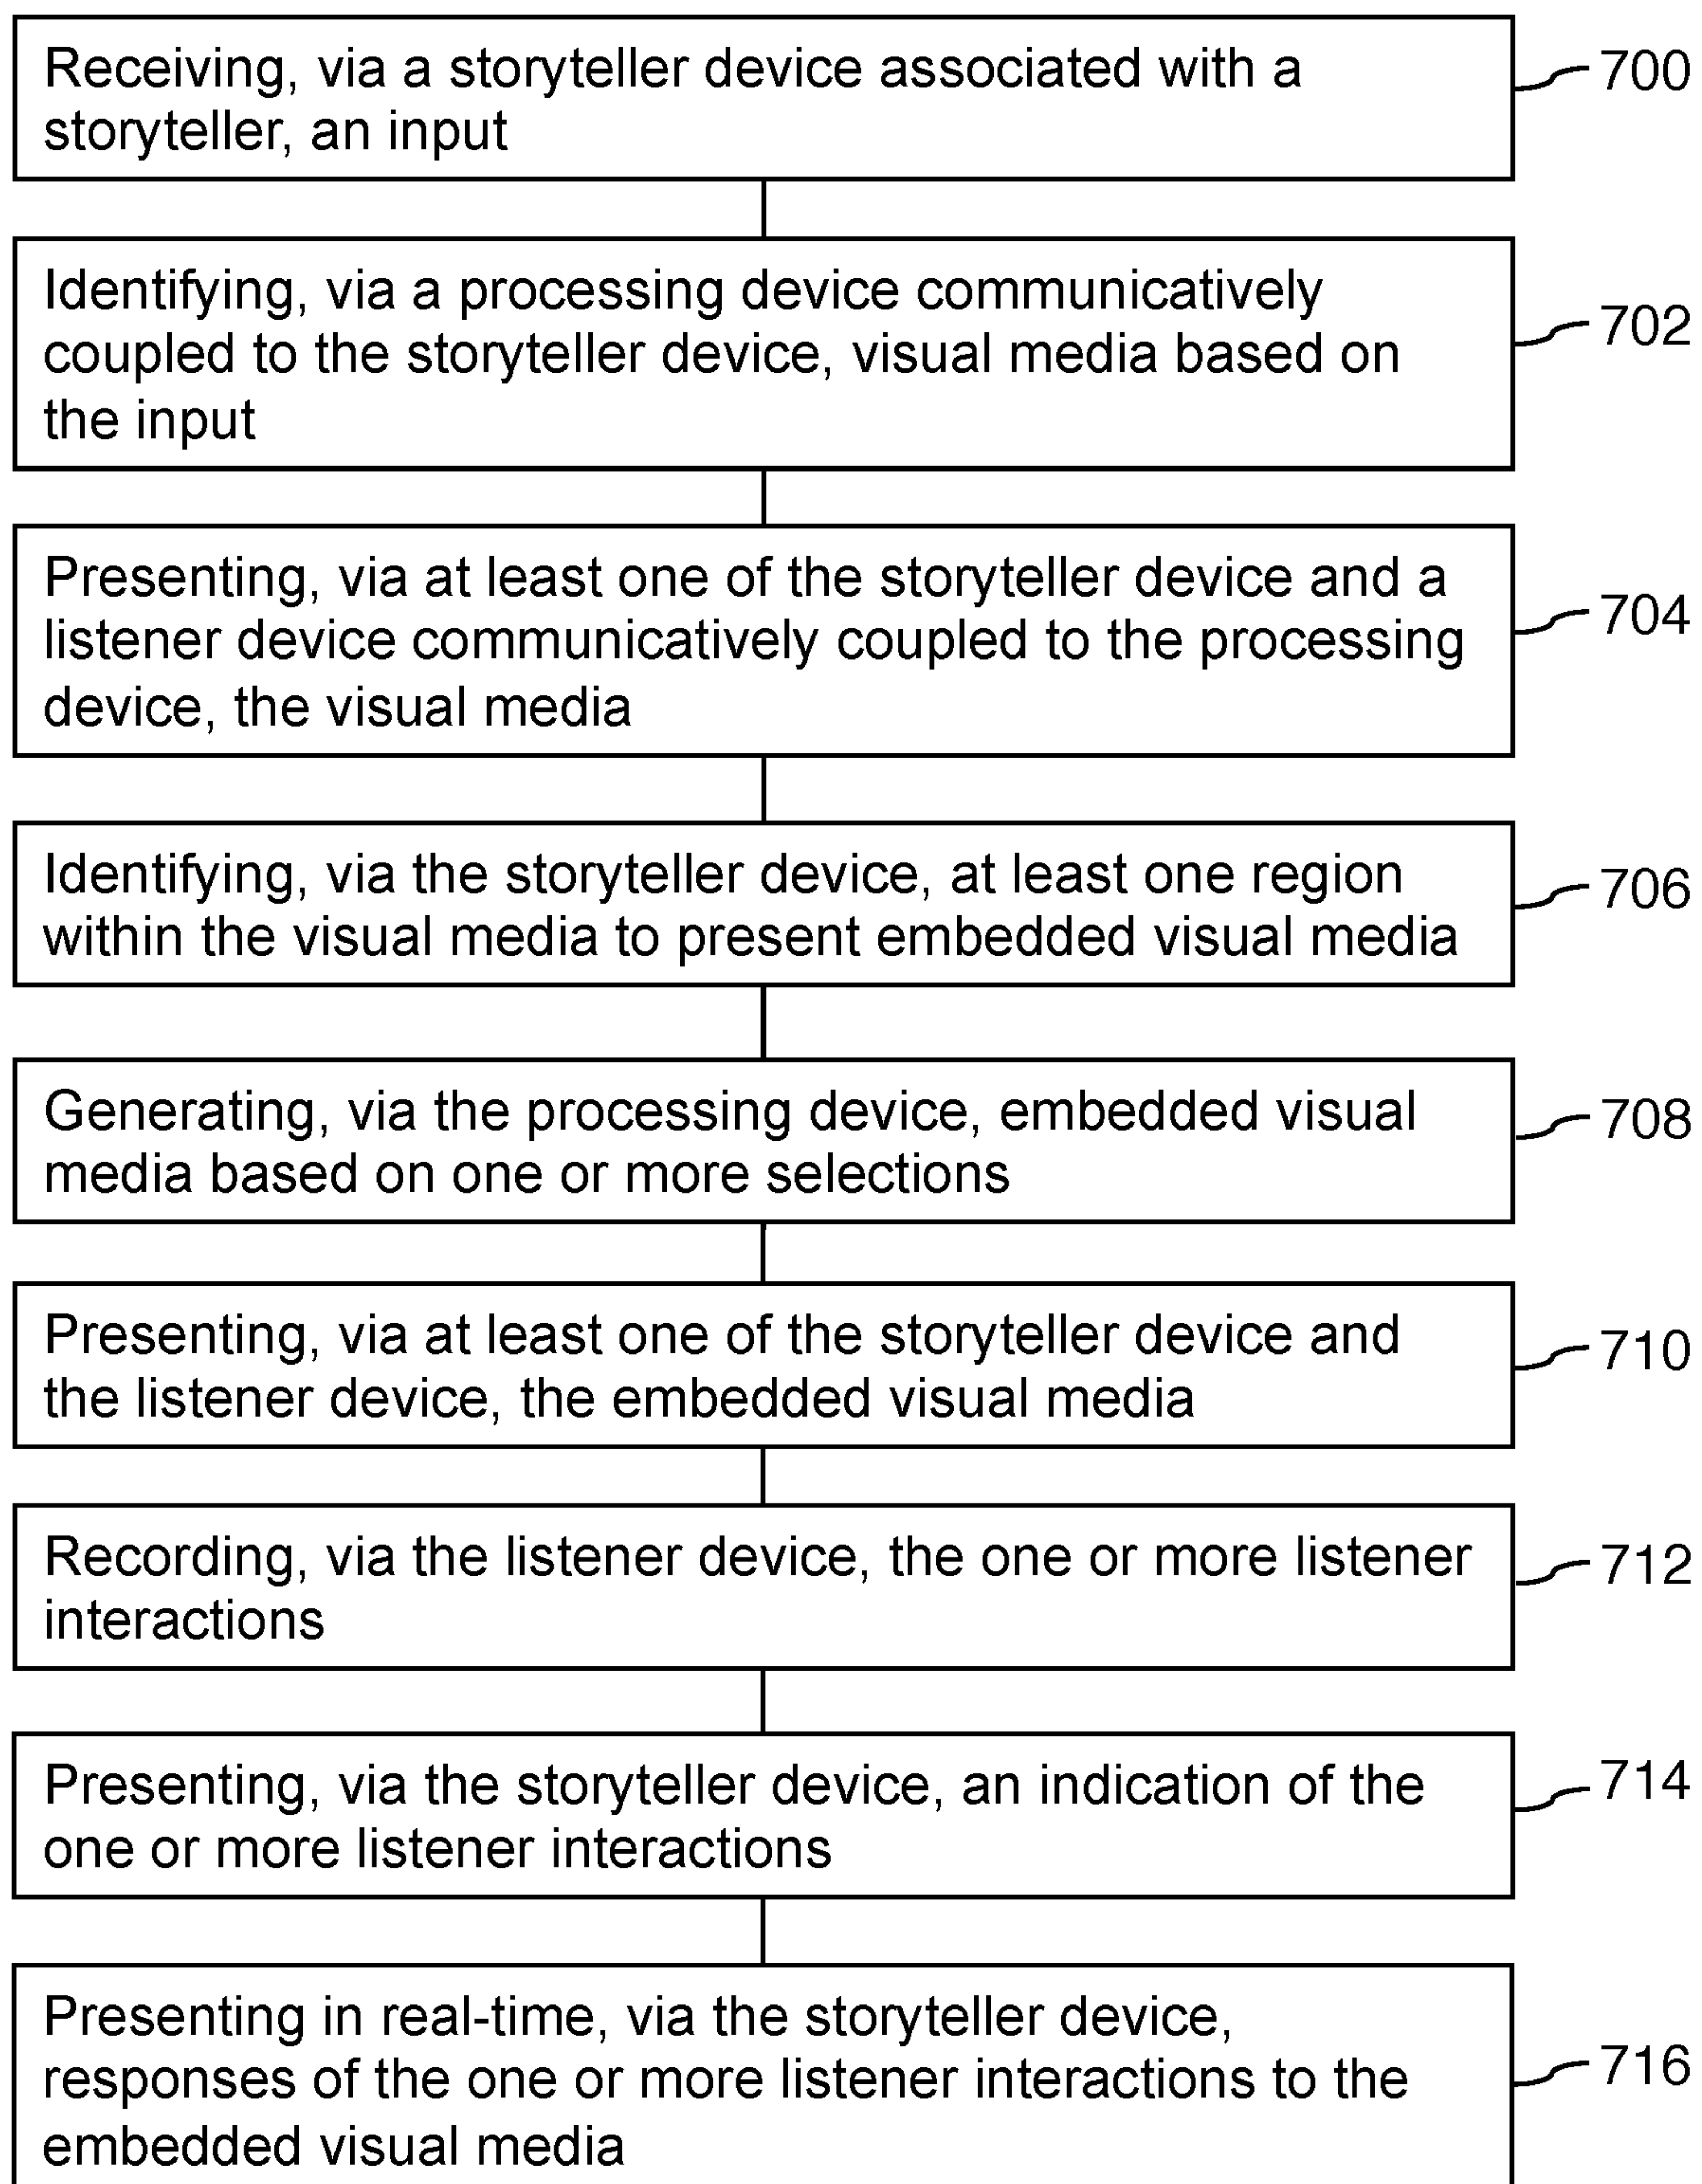 Receiving, via a storyteller device associated with a
storyteller, an input
700
Identifying, via a processing device communicatively
coupled to the storyteller device, visual media based on
the input
702
Presenting, via at least one of the storyteller device and a
listener device communicatively coupled to the processing
device, the visual media
704
Identifying, via the storyteller device, at least one region
within the visual media to present embedded visual media
706
Generating, via the processing device, embedded visual
media based on one or more selections
708
Presenting, via at least one of the storyteller device and
the listener device, the embedded visual media
710
Recording, via the listener device, the one or more listener
interactions
712
Presenting, via the storyteller device, an indication of the
one or more listener interactions
714
Presenting in real-time, via the storyteller device,
responses of the one or more listener interactions to the
embedded visual media
716